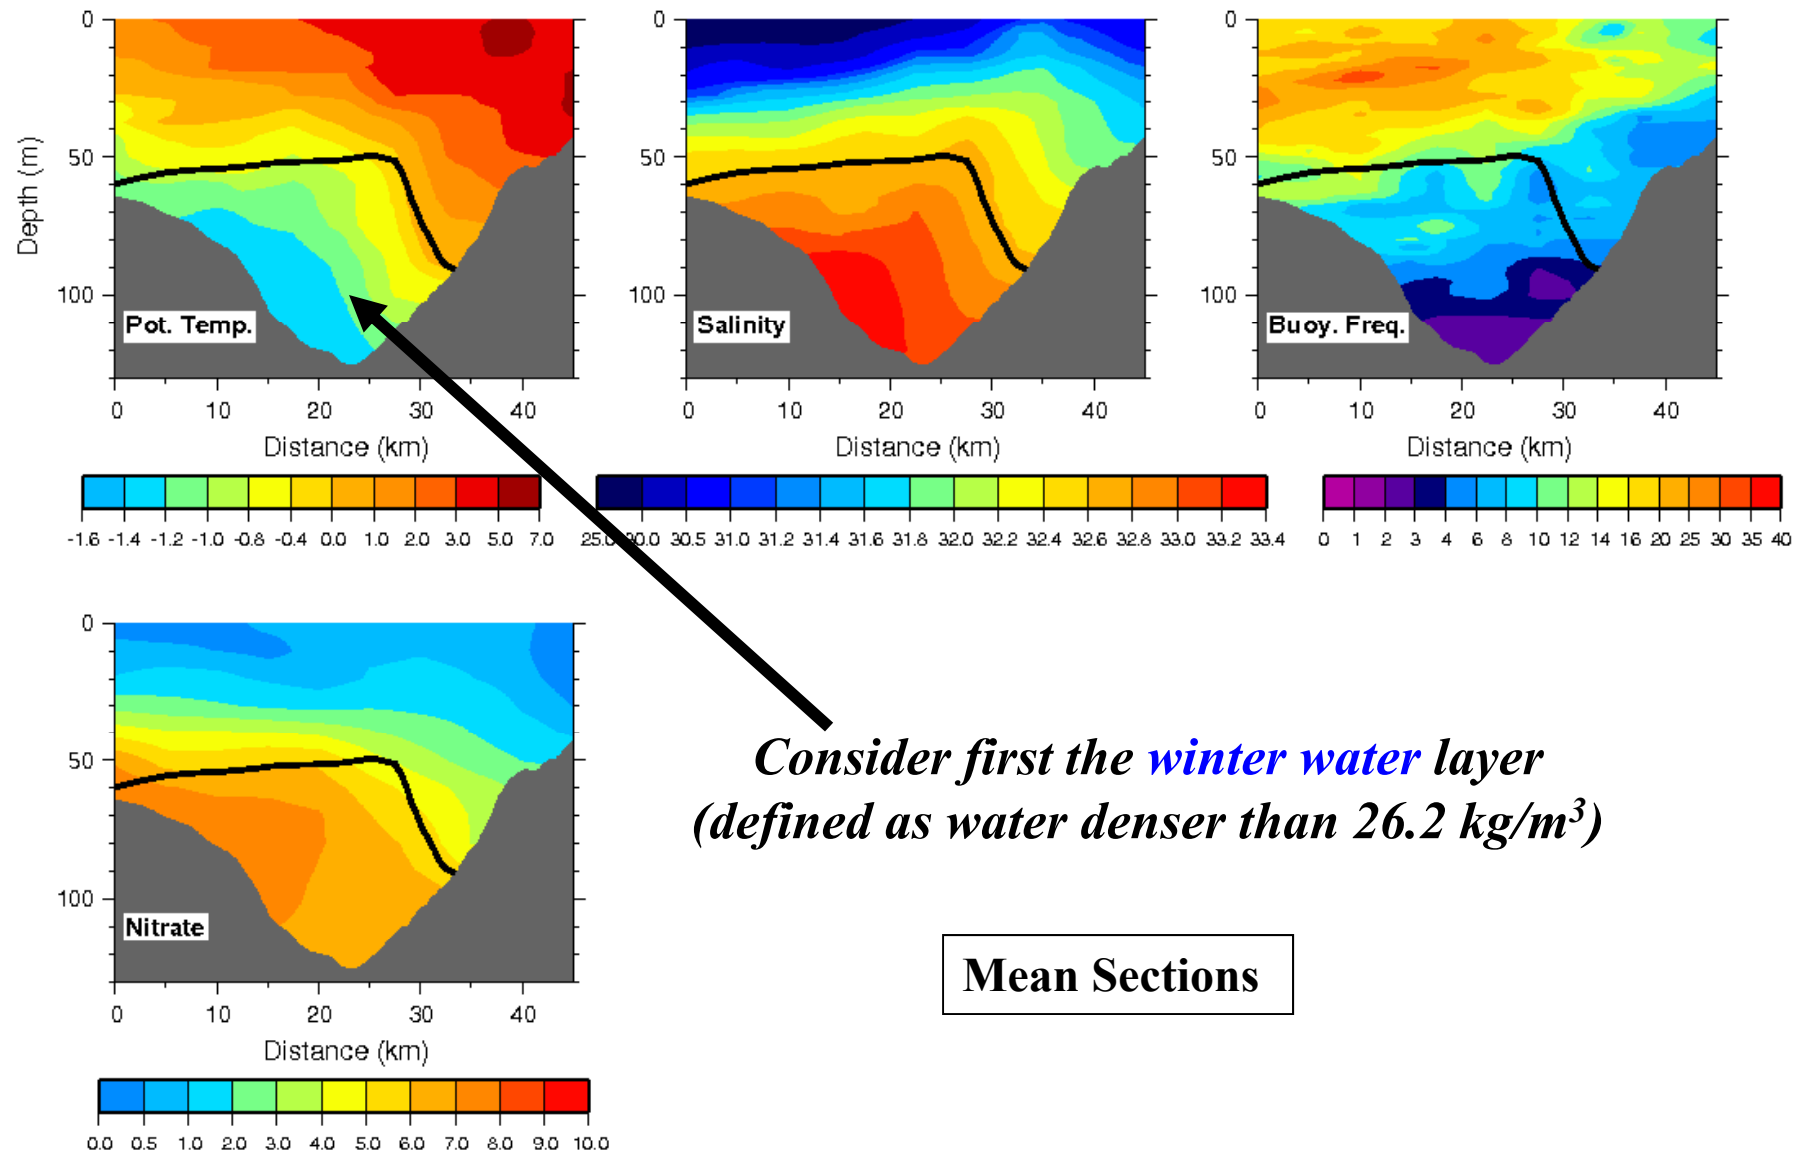 0
50
100
Depth (m)
Pot. Temp.
0 10 20 30 40
Distance (km)
-1.6 -1.4 -1.2 -1.0 -0.8 -0.4 0.0 1.0 2.0 3.0 5.0 7.0
0
50
100
Salinity
0 10 20 30 40
Distance (km)
25.0 30.0 30.5 31.0 31.2 31.4 31.6 31.8 32.0 32.2 32.4 32.6 32.8 33.0 33.2 33.4
0
50
100
Buoy. Freq.
0 10 20 30 40
Distance (km)
0 1 2 3 4 6 8 10 12 14 16 20 25 30 35 40
0
50
100
Nitrate
0 10 20 30 40
Distance (km)
0.0 0.5 1.0 2.0 3.0 4.0 5.0 6.0 7.0 8.0 9.0 10.0
Consider first the winter water layer
(defined as water denser than 26.2 kg/m³)
Mean Sections